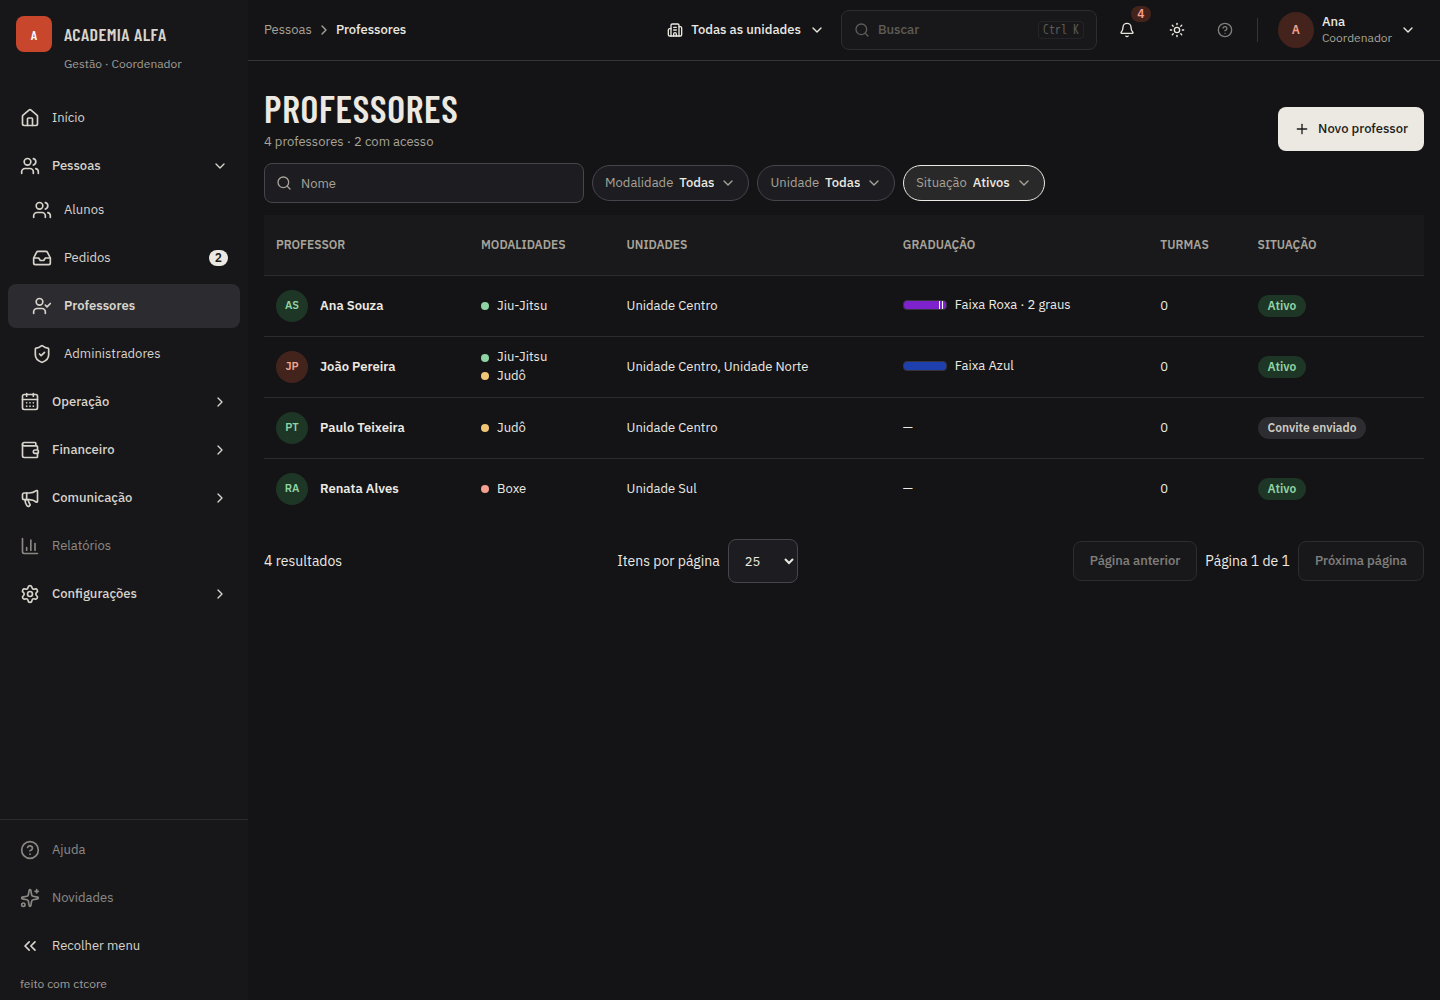 A
ACADEMIA ALFA
Gestão · Coordenador
Início
Pessoas
Alunos
Pedidos 2
Professores
Administradores
Operação
Financeiro
Comunicação
Relatórios
Configurações
Ajuda
Novidades
Recolher menu
feito com ctcore
Pessoas Professores
Todas as unidades
Buscar Ctrl K
4
A
Ana
Coordenador
PROFESSORES
4 professores · 2 com acesso
Novo professor
Nome
Modalidade Todas
Unidade Todas
Situação Ativos
PROFESSOR MODALIDADES UNIDADES GRADUAÇÃO TURMAS SITUAÇÃO
AS Ana Souza Jiu-Jitsu Unidade Centro Faixa Roxa · 2 graus 0 Ativo
JP João Pereira Jiu-Jitsu
Judô
Unidade Centro, Unidade Norte Faixa Azul 0 Ativo
PT Paulo Teixeira Judô Unidade Centro — 0 Convite enviado
RA Renata Alves Boxe Unidade Sul — 0 Ativo
4 resultados
Itens por página 25
Página anterior Página 1 de 1 Próxima página